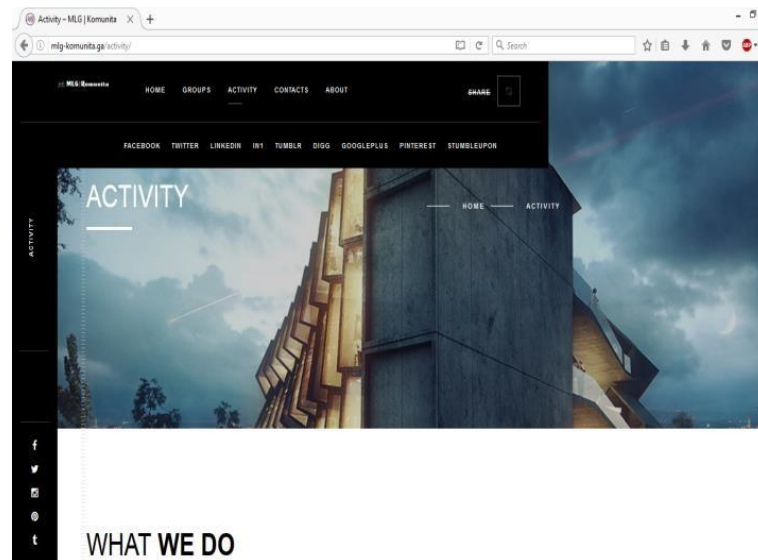 Activity – MLG | Komunita
mlg-komunita.ga/activity/
Search
ABP
MLG|Komunita
HOME GROUPS ACTIVITY CONTACTS ABOUT
SHARE
FACEBOOK TWITTER LINKEDIN IN1 TUMBLR DIGG GOOGLEPLUS PINTEREST STUMBLEUPON
ACTIVITY
HOME ACTIVITY
ACTIVITY
WHAT WE DO